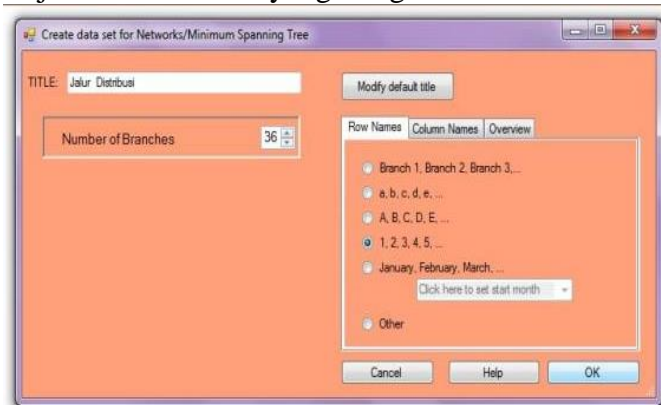 Create data set for Networks/Minimum Spanning Tree
TITLE: Jalur Distribusi
Modify default title
Number of Branches 36
Row Names Column Names Overview
Branch 1, Branch 2, Branch 3,...
a, b, c, d, e, ...
A, B, C, D, E, ...
1, 2, 3, 4, 5, ...
January, February, March, ...
Click here to set start month
Other
Cancel Help OK